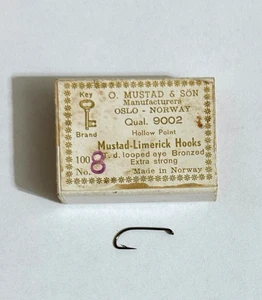 Key
Brand
O. MUSTAD & SON
Manufacturers
OSLO - NORWAY
Qual. 9002
Hollow Point
Mustad-Limerick Hooks
100 T. d. looped eye Bronzed
Extra strong
No. 8 Made in Norway